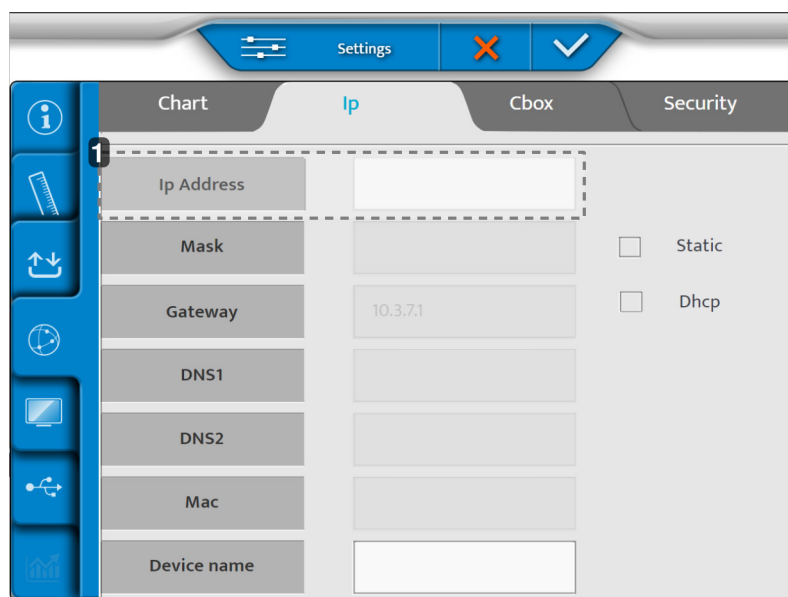 Settings
Chart Ip Cbox Security
1
Ip Address
Mask Static
Gateway 10.3.7.1 Dhcp
DNS1
DNS2
Mac
Device name